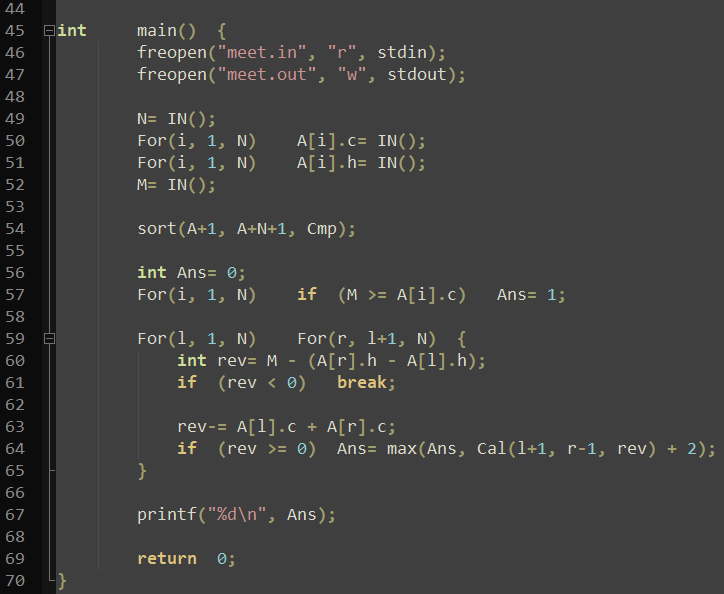 44
45 int main() {
46 freopen("meet.in", "r", stdin);
47 freopen("meet.out", "w", stdout);
48
49 N= IN();
50 For(i, 1, N) A[i].c= IN();
51 For(i, 1, N) A[i].h= IN();
52 M= IN();
53
54 sort(A+1, A+N+1, Cmp);
55
56 int Ans= 0;
57 For(i, 1, N) if (M >= A[i].c) Ans= 1;
58
59 For(l, 1, N) For(r, l+1, N) {
60 int rev= M - (A[r].h - A[l].h);
61 if (rev < 0) break;
62
63 rev-= A[l].c + A[r].c;
64 if (rev >= 0) Ans= max(Ans, Cal(l+1, r-1, rev) + 2);
65 }
66
67 printf("%d\n", Ans);
68
69 return 0;
70 }